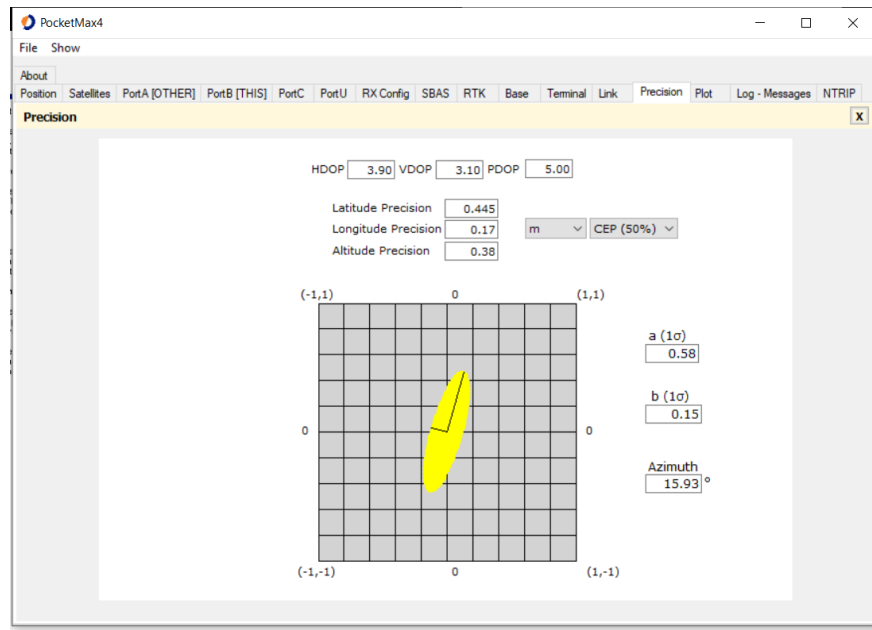 PocketMax4
File Show
About
Position Satellites PortA [OTHER] PortB [THIS] PortC PortU RX Config SBAS RTK Base Terminal Link Precision Plot Log - Messages NTRIP
Precision X
HDOP 3.90 VDOP 3.10 PDOP 5.00
Latitude Precision 0.445
Longitude Precision 0.17 m CEP (50%)
Altitude Precision 0.38
(-1,1) 0 (1,1)
a (1σ)
0.58
b (1σ)
0.15
0 0
Azimuth
15.93 °
(-1,-1) 0 (1,-1)